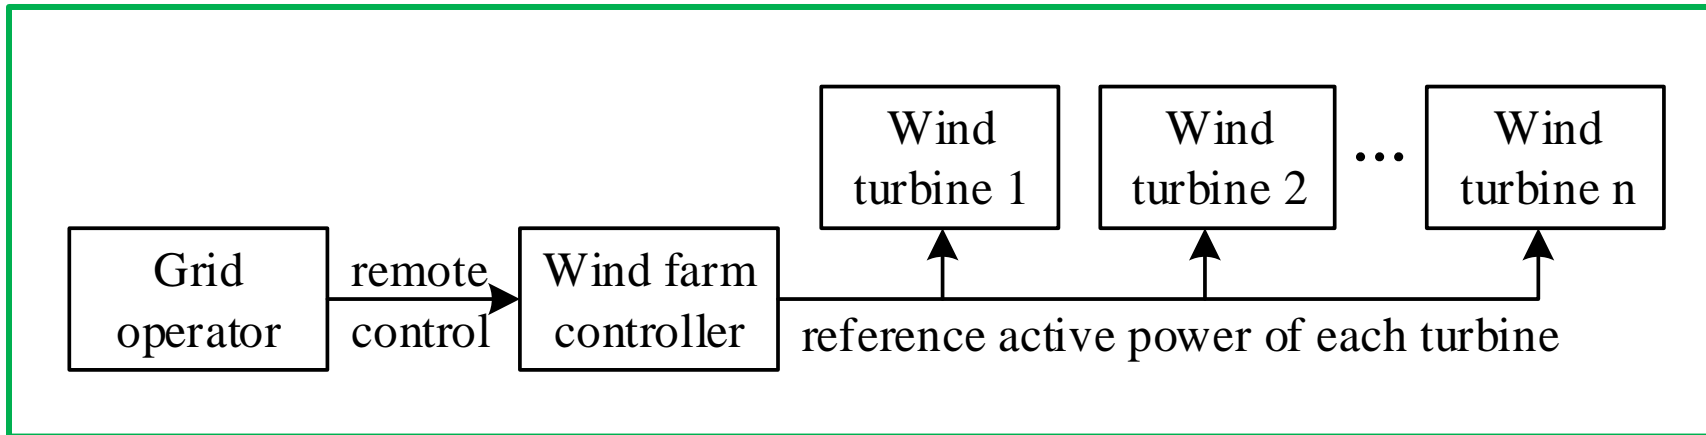 Grid
operator
remote
control
Wind farm
controller
Wind
turbine 1
Wind
turbine 2
...
Wind
turbine n
reference active power of each turbine